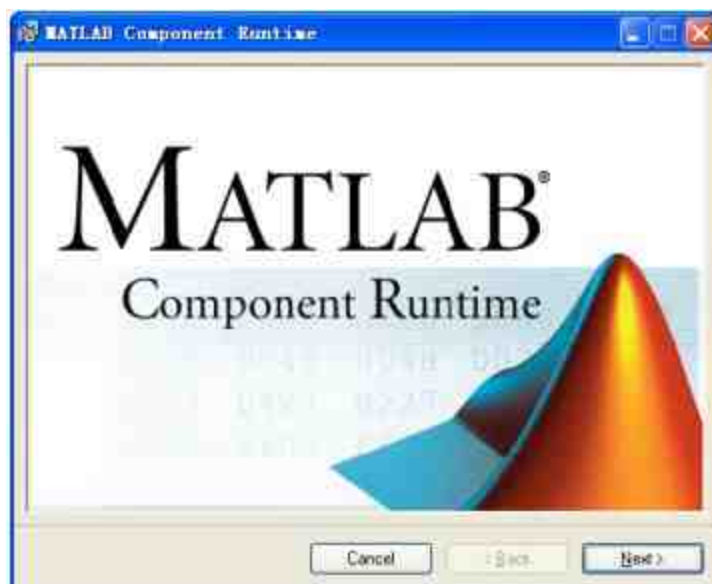 MATLAB Component Runtime
MATLAB®
Component Runtime
Cancel
< Back
Next >